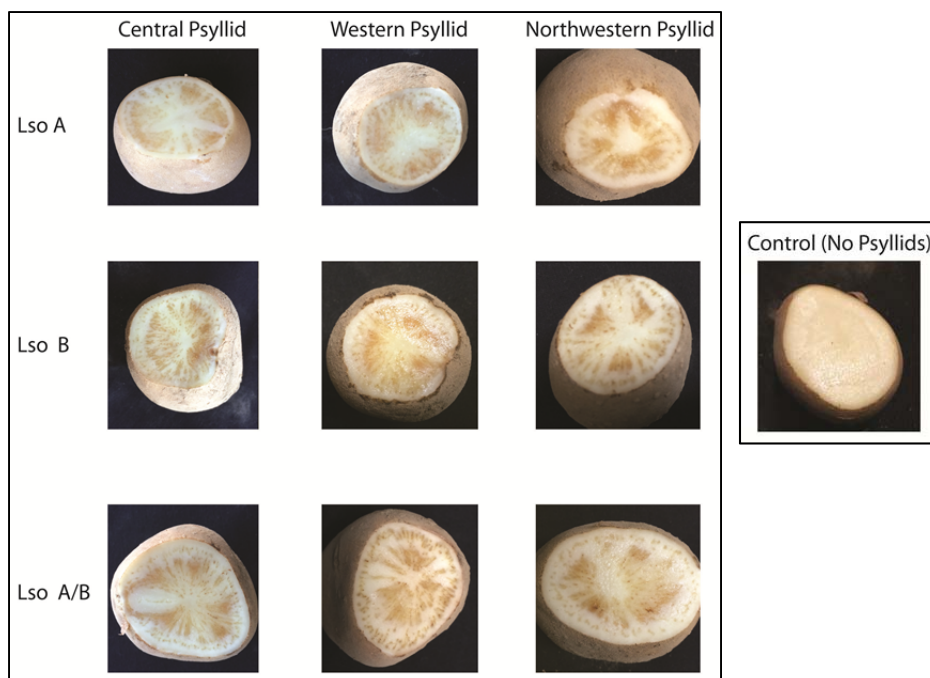 Central Psyllid
Western Psyllid
Northwestern Psyllid
Lso A
Control (No Psyllids)
Lso B
Lso A/B